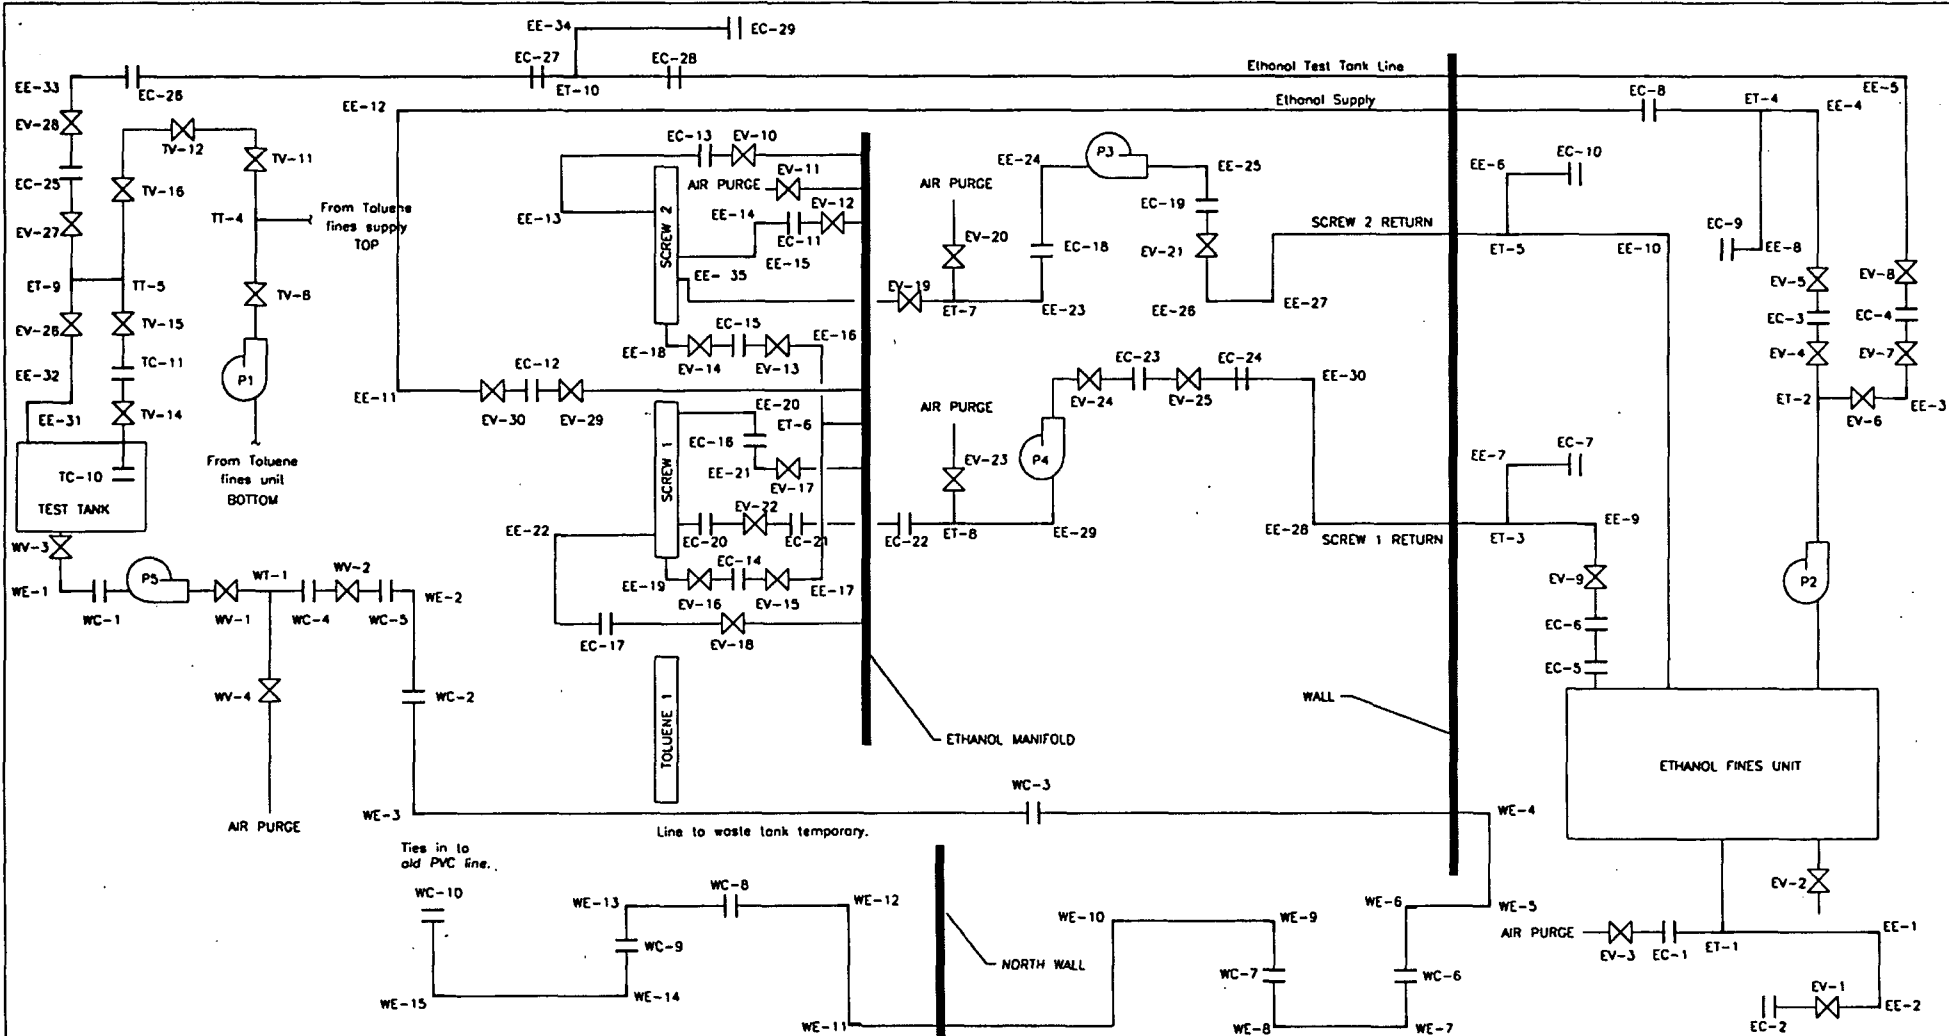 EE-34
EC-29
EC-27
EC-28
Ethanol Test Tank Line
EE-33
EC-26
ET-10
EE-5
EE-12
Ethanol Supply
EC-8
ET-4
EE-4
EV-28
TV-12
TV-11
EC-13
EV-10
P3
EC-25
TV-16
EV-11
AIR PURGE
EE-24
EE-25
AIR PURGE
EE-6
EC-10
EV-27
TT-4
From Toluene
fines supply
TOP
EE-13
SCREW 2
EE-14
EV-12
EC-11
EE-15
EV-20
EC-18
EC-19
EV-21
SCREW 2 RETURN
ET-5
EE-10
EC-9
EE-8
ET-9
TT-5
TV-8
EE-35
EV-19
ET-7
EE-23
EE-26
EE-27
EV-5
EV-8
EC-3
EC-4
EV-4
EV-7
EV-26
TV-15
EE-16
EC-15
EE-18
EV-14
EV-13
EE-32
TC-11
P1
EC-12
EE-11
EV-30
EV-29
EC-23
EC-24
EV-24
EV-25
EE-30
ET-2
EV-6
EE-3
EE-31
TV-14
EE-20
ET-6
AIR PURGE
SCREW 1
EC-16
EE-21
EV-17
EV-23
P4
EE-7
EC-7
From Toluene
fines unit
BOTTOM
TC-10
TEST TANK
EV-22
EE-22
EC-20
EC-21
EC-22
ET-8
EE-29
EE-28
SCREW 1 RETURN
ET-3
EE-9
WV-3
P5
EC-14
EE-19
EV-16
EV-15
EE-17
EV-9
P2
WE-1
WC-1
WV-1
WT-1
WC-4
WV-2
WC-5
WE-2
EC-17
EV-18
EC-6
EC-5
WV-4
WC-2
TOLUENE 1
ETHANOL MANIFOLD
WALL
ETHANOL FINES UNIT
AIR PURGE
WE-3
WC-3
WE-4
Line to waste tank temporary.
Ties in to
old PVC line.
WC-10
WE-13
WC-8
WE-12
WE-10
WE-9
WE-6
WE-5
EV-2
WC-9
NORTH WALL
WC-7
WC-6
AIR PURGE
EV-3
EC-1
ET-1
EE-1
WE-15
WE-14
WE-11
WE-8
WE-7
EV-1
EC-2
EE-2